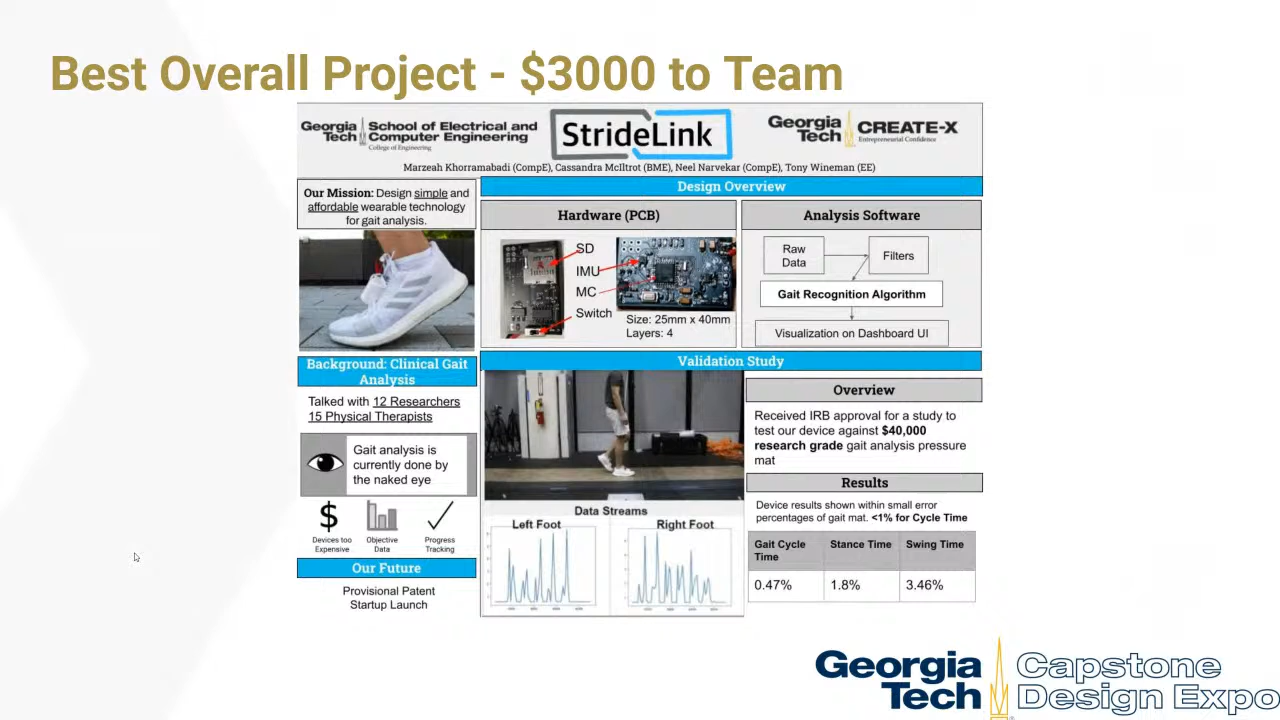 Best Overall Project - $3000 to Team
Georgia Tech
School of Electrical and
Computer Engineering
College of Engineering
StrideLink
Georgia Tech
CREATE-X
Entrepreneurial Confidence
Marzeah Khorramabadi (CompE), Cassandra McIltrot (BME), Neel Narvekar (CompE), Tony Wineman (EE)
Our Mission: Design simple and
affordable wearable technology
for gait analysis.
Background: Clinical Gait
Analysis
Talked with 12 Researchers
15 Physical Therapists
Gait analysis is
currently done by
the naked eye
$
Devices too
Expensive
Objective
Data
Progress
Tracking
Our Future
Provisional Patent
Startup Launch
Design Overview
Hardware (PCB)
SD
IMU
MC
Switch
Size: 25mm x 40mm
Layers: 4
Analysis Software
Raw
Data
Filters
Gait Recognition Algorithm
Visualization on Dashboard UI
Validation Study
Data Streams
Left Foot
Right Foot
Overview
Received IRB approval for a study to
test our device against $40,000
research grade gait analysis pressure
mat
Results
Device results shown within small error
percentages of gait mat. <1% for Cycle Time
Gait Cycle
Time
Stance Time
Swing Time
0.47%
1.8%
3.46%
Georgia
Tech
Capstone
Design Expo